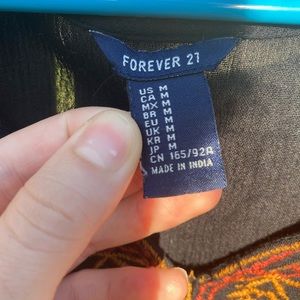 FOREVER 21
US M
CA M
MX M
BR M
EU M
UK M
KR M
JP M
CN 165/92A
MADE IN INDIA